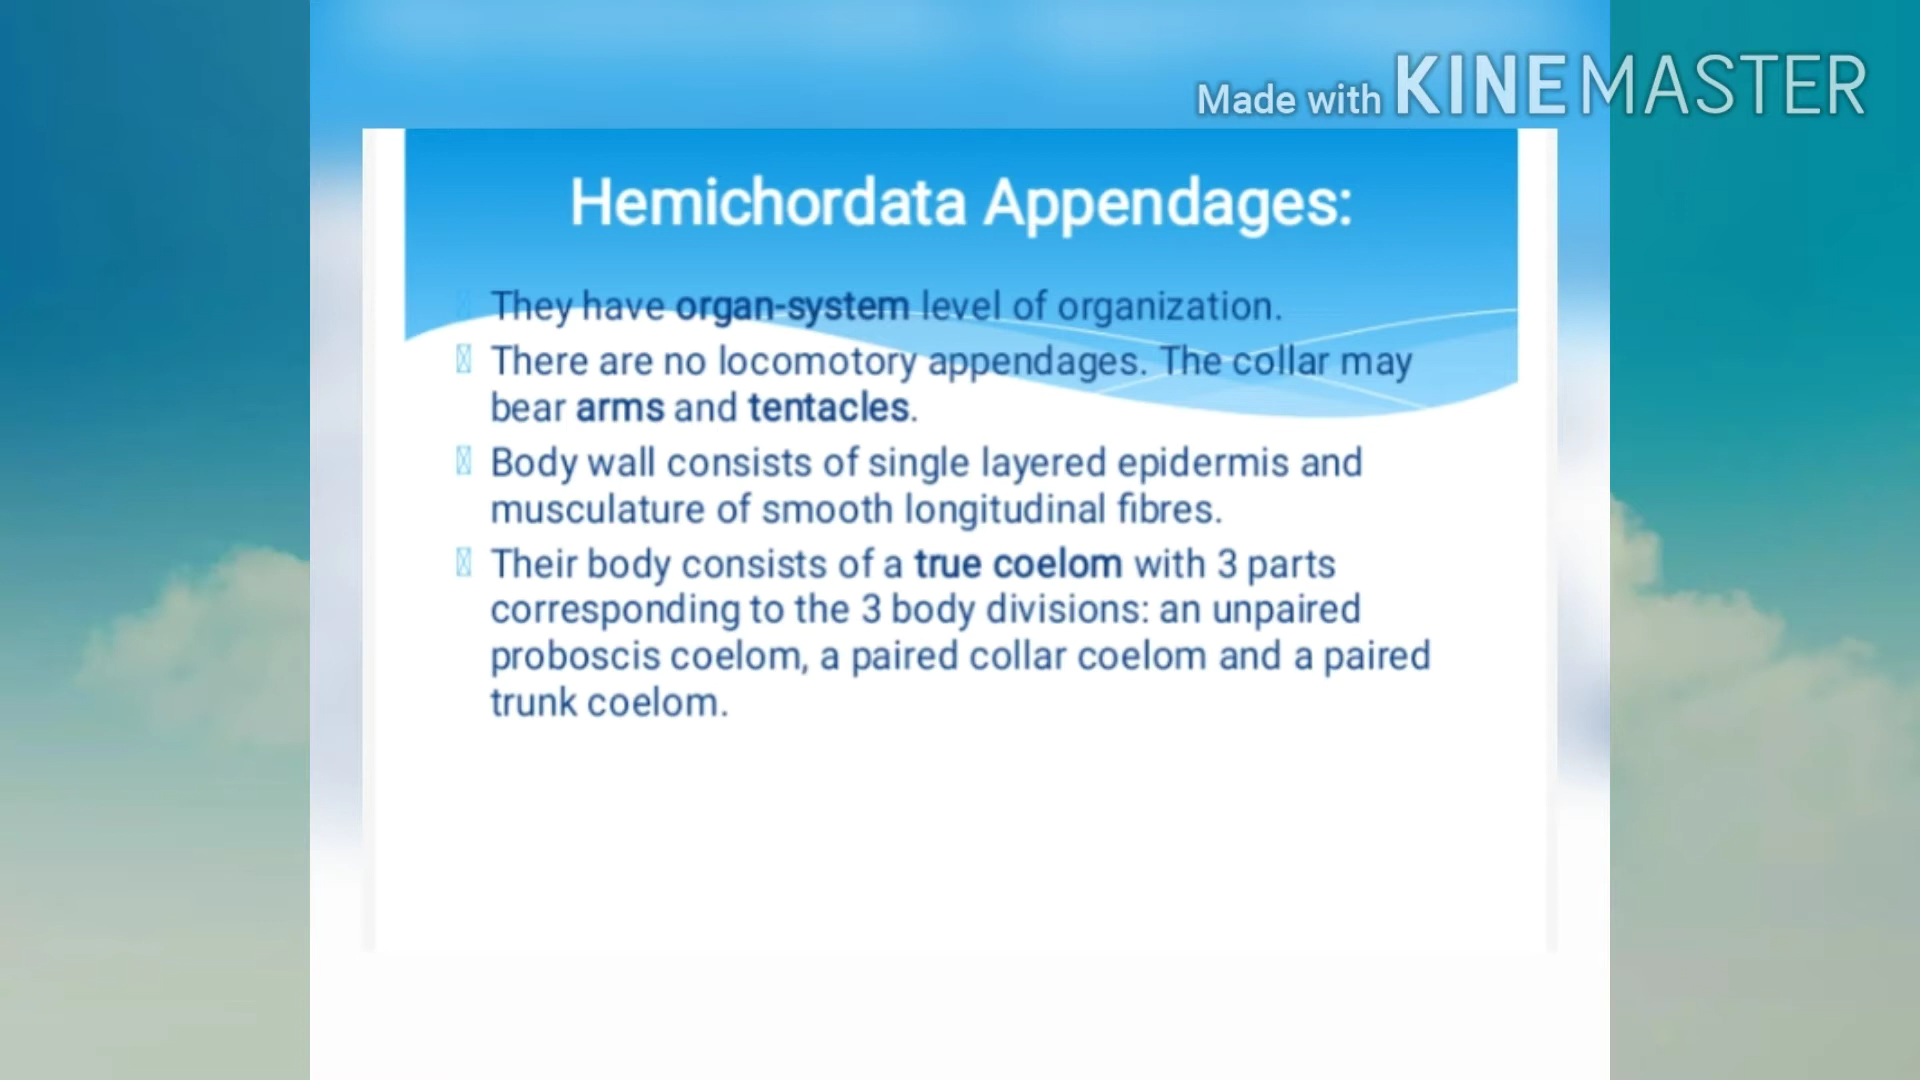 Made with KINEMASTER
Hemichordata Appendages:
They have organ-system level of organization.
There are no locomotory appendages. The collar may
bear arms and tentacles.
Body wall consists of single layered epidermis and
musculature of smooth longitudinal fibres.
Their body consists of a true coelom with 3 parts
corresponding to the 3 body divisions: an unpaired
proboscis coelom, a paired collar coelom and a paired
trunk coelom.